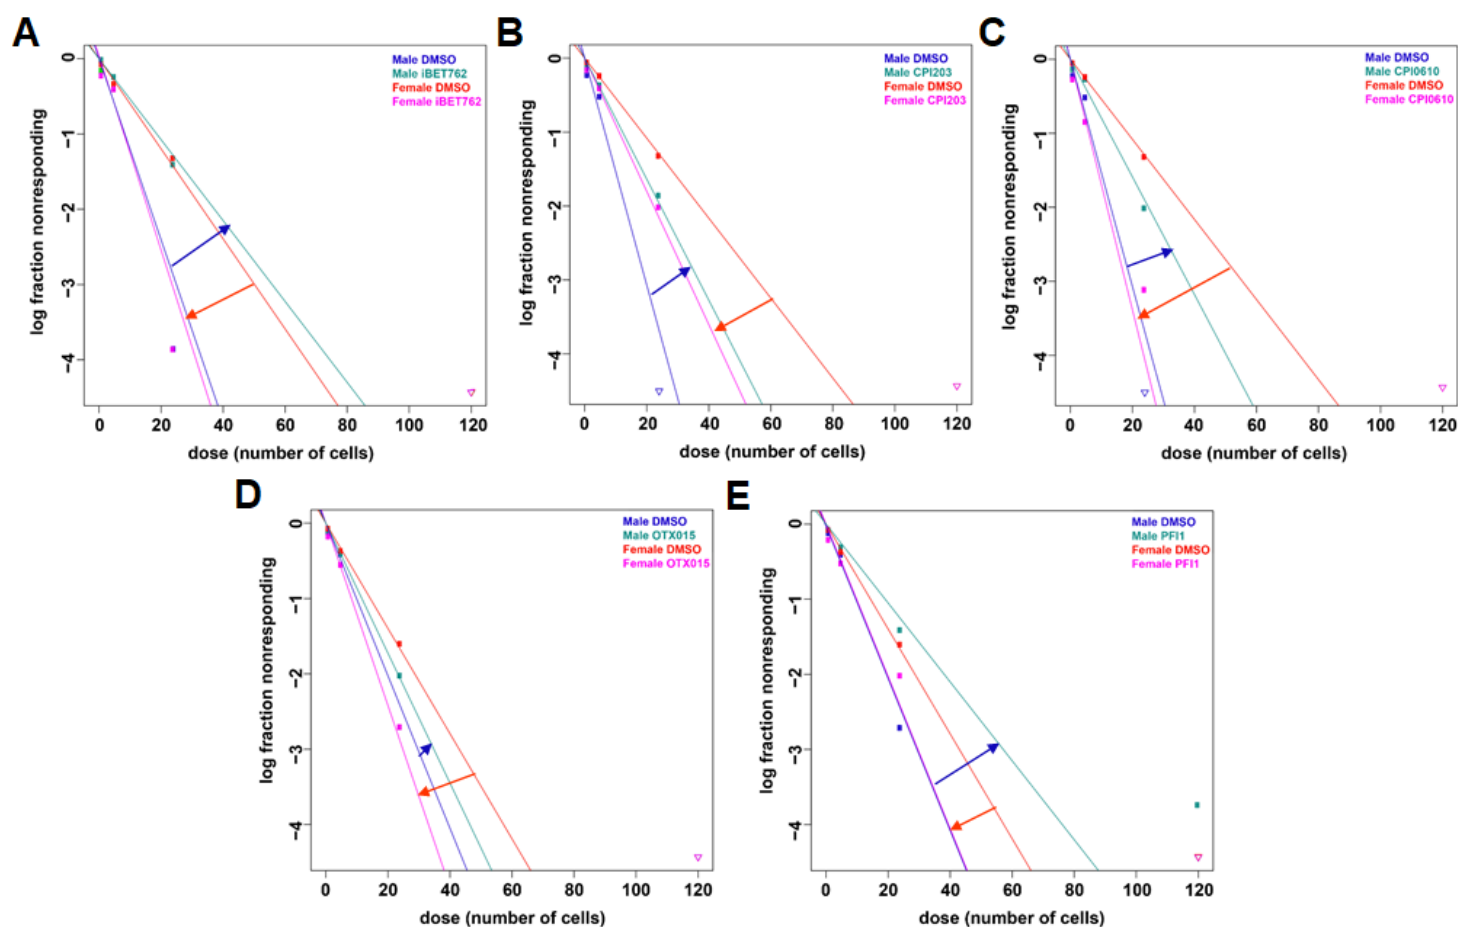 A
B
C
Male DMSO
Male iBET762
Female DMSO
Female iBET762
Male DMSO
Male CPI203
Female DMSO
Female CPI203
Male DMSO
Male CPI0610
Female DMSO
Female CPI0610
log fraction nonresponding
0
−1
−2
−3
−4
log fraction nonresponding
0
−1
−2
−3
−4
log fraction nonresponding
0
−1
−2
−3
−4
0 20 40 60 80 100 120
0 20 40 60 80 100 120
0 20 40 60 80 100 120
dose (number of cells)
dose (number of cells)
dose (number of cells)
D
E
Male DMSO
Male OTX015
Female DMSO
Female OTX015
Male DMSO
Male PFI1
Female DMSO
Female PFI1
log fraction nonresponding
0
−1
−2
−3
−4
log fraction nonresponding
0
−1
−2
−3
−4
0 20 40 60 80 100 120
0 20 40 60 80 100 120
dose (number of cells)
dose (number of cells)